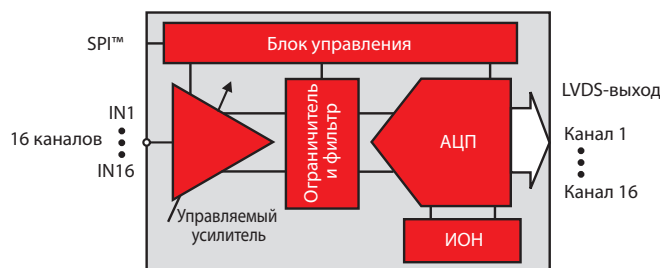 SPI™
Блок управления
IN1
16 каналов
IN16
Управляемый
усилитель
Ограничитель
и фильтр
АЦП
ИОН
LVDS-выход
Канал 1
Канал 16